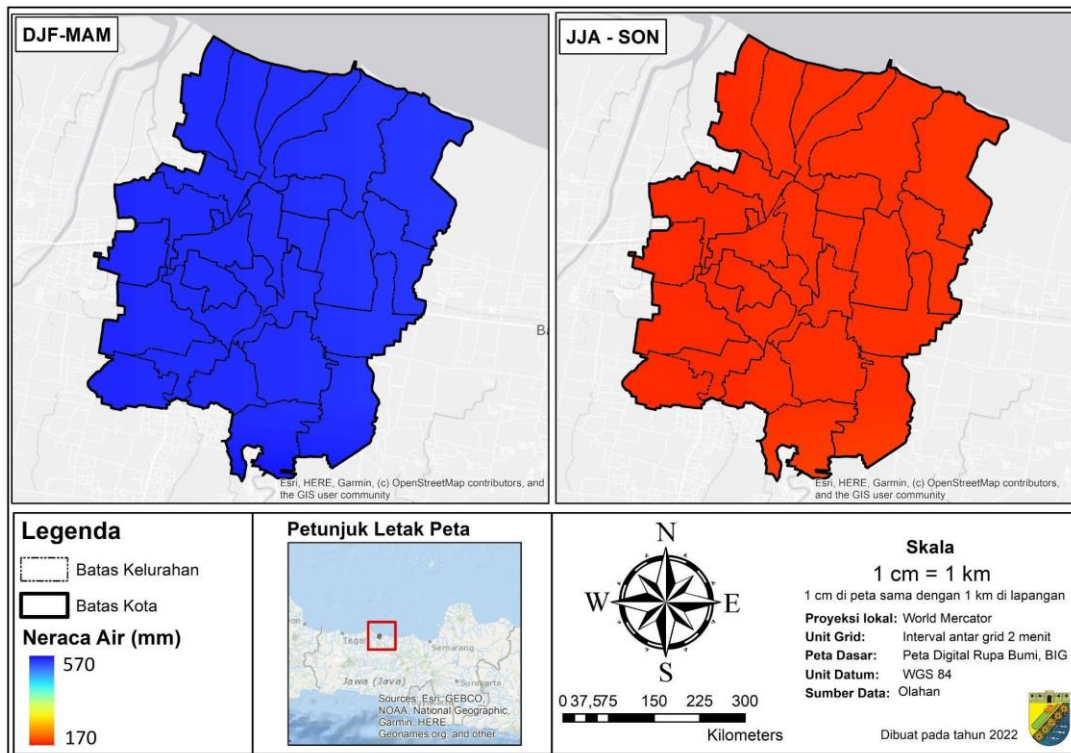 DJF-MAM
Esri, HERE, Garmin, (c) OpenStreetMap contributors, and
the GIS user community
JJA - SON
Esri, HERE, Garmin, (c) OpenStreetMap contributors,
and the GIS user community
Legenda
Batas Kelurahan
Batas Kota
Neraca Air (mm)
570
170
Petunjuk Letak Peta
Tegal
Semarang
Jawa (Java)
Surakarta
Sources: Esri, GEBCO,
NOAA, National Geographic,
Garmin, HERE,
Geonames.org, and other
N
W
E
S
0 37,575 150 225 300
Kilometers
Skala
1 cm = 1 km
1 cm di peta sama dengan 1 km di lapangan
Proyeksi lokal: World Mercator
Unit Grid: Interval antar grid 2 menit
Peta Dasar: Peta Digital Rupa Bumi, BIG
Unit Datum: WGS 84
Sumber Data: Olahan
Dibuat pada tahun 2022